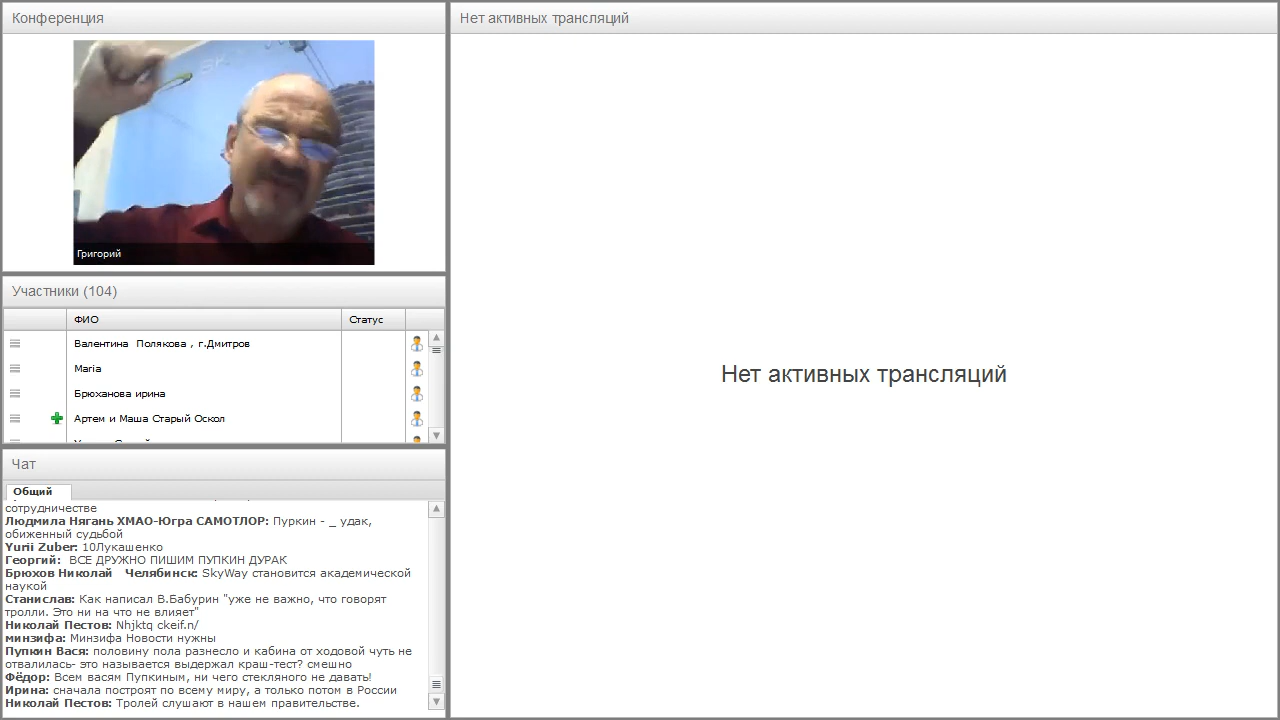 Конференция
Нет активных трансляций
SK
Григорий
Участники (104)
ФИО
Статус
Валентина Полякова , г.Дмитров
Maria
Брюханова ирина
Артем и Маша Старый Оскол
Нет активных трансляций
Чат
Общий
сотрудничестве
Людмила Нягань ХМАО-Югра САМОТЛОР: Пуркин - _ удак,
обиженный судьбой
Yurii Zuber: 10Лукашенко
Георгий: ВСЕ ДРУЖНО ПИШИМ ПУПКИН ДУРАК
Брюхов Николай Челябинск: SkyWay становится академической
наукой
Станислав: Как написал В.Бабурин "уже не важно, что говорят
тролли. Это ни на что не влияет"
Николай Пестов: Nhjktq ckeif.n/
минзифа: Минзифа Новости нужны
Пупкин Вася: половину пола разнесло и кабина от ходовой чуть не
отвалилась- это называется выдержал краш-тест? смешно
Фёдор: Всем васям Пупкиным, ни чего стекляного не давать!
Ирина: сначата построят по всему миру, а только потом в России
Николай Пестов: Тролей слушают в нашем правительстве.